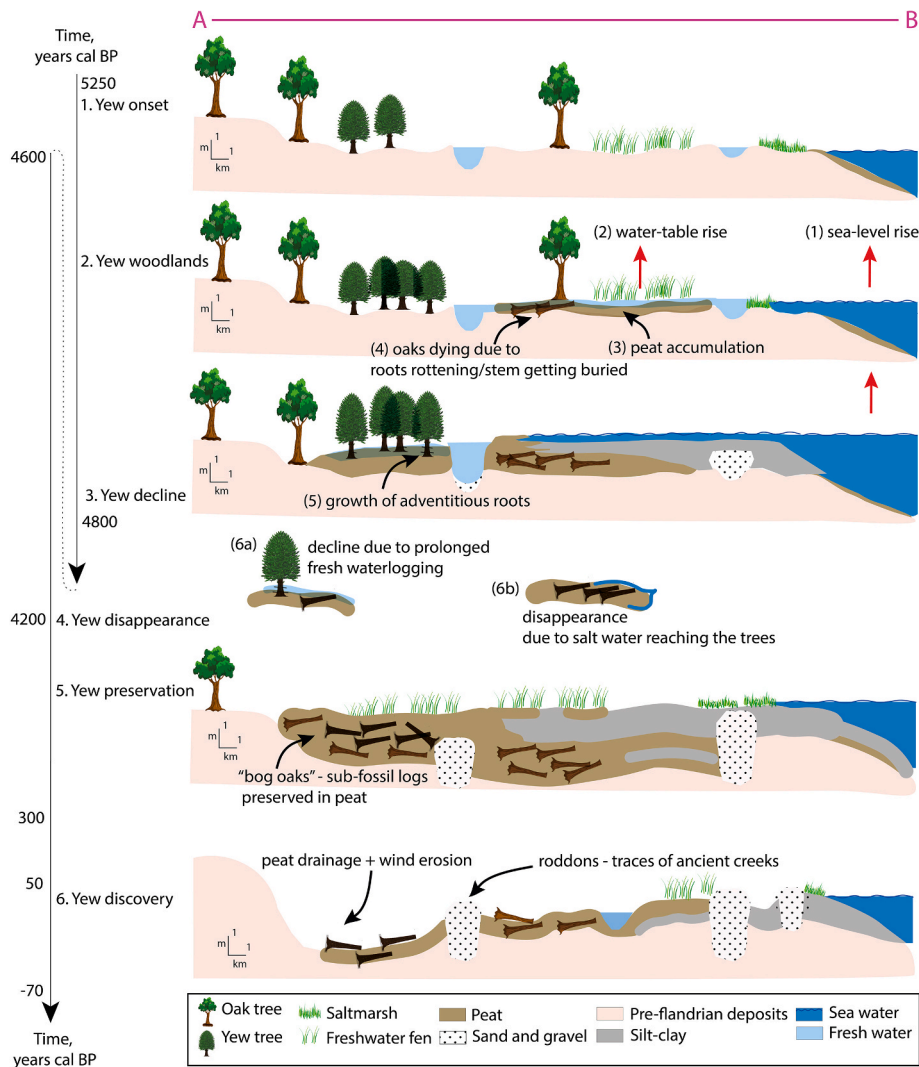 A
B
Time,
years cal BP
5250
1. Yew onset
m
1
1
km
4600
2. Yew woodlands
(2) water-table rise
(1) sea-level rise
m
1
1
km
(4) oaks dying due to
roots rottening/stem getting buried
(3) peat accumulation
m
1
1
km
3. Yew decline
4800
(5) growth of adventitious roots
(6a)
decline due to prolonged
fresh waterlogging
(6b)
disappearance
due to salt water reaching the trees
4200
4. Yew disappearance
5. Yew preservation
m
1
1
km
"bog oaks" - sub-fossil logs
preserved in peat
300
50
peat drainage + wind erosion
roddons - traces of ancient creeks
6. Yew discovery
m
1
1
km
-70
Time,
years cal BP
Oak tree
Saltmarsh
Peat
Pre-flandrian deposits
Sea water
Yew tree
Freshwater fen
Sand and gravel
Silt-clay
Fresh water